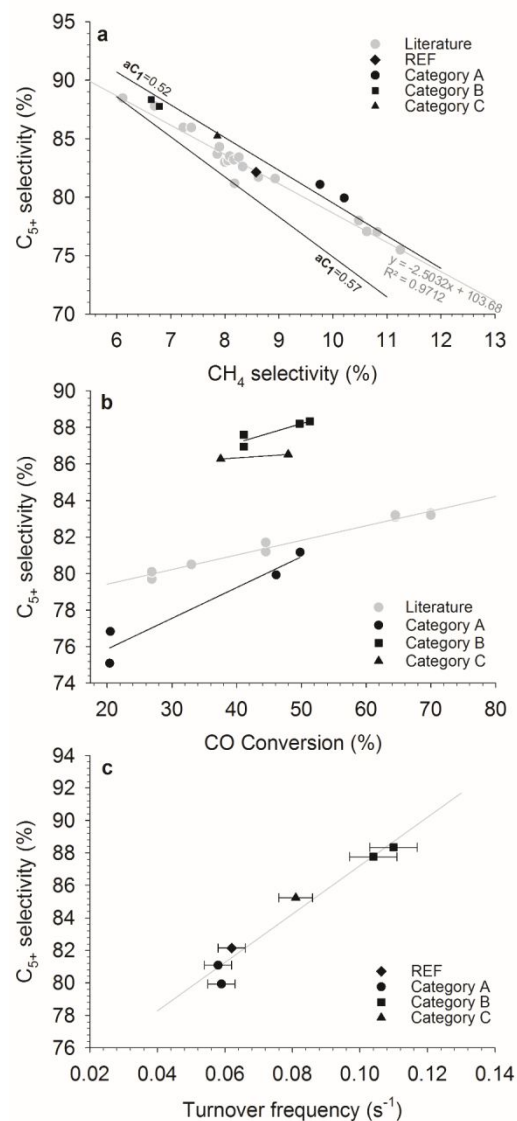 a
aC₁=0.52
Literature
REF
Category A
Category B
Category C
95
90
85
80
75
70
C₅₊ selectivity (%)
aC₁=0.57
y = -2.5032x + 103.68
R² = 0.9712
6 7 8 9 10 11 12 13
CH₄ selectivity (%)
b
90
88
86
84
82
80
78
76
74
C₅₊ selectivity (%)
Literature
Category A
Category B
Category C
20 30 40 50 60 70 80
CO Conversion (%)
c
94
92
90
88
86
84
82
80
78
76
C₅₊ selectivity (%)
REF
Category A
Category B
Category C
0.02 0.04 0.06 0.08 0.10 0.12 0.14
Turnover frequency (s⁻¹)